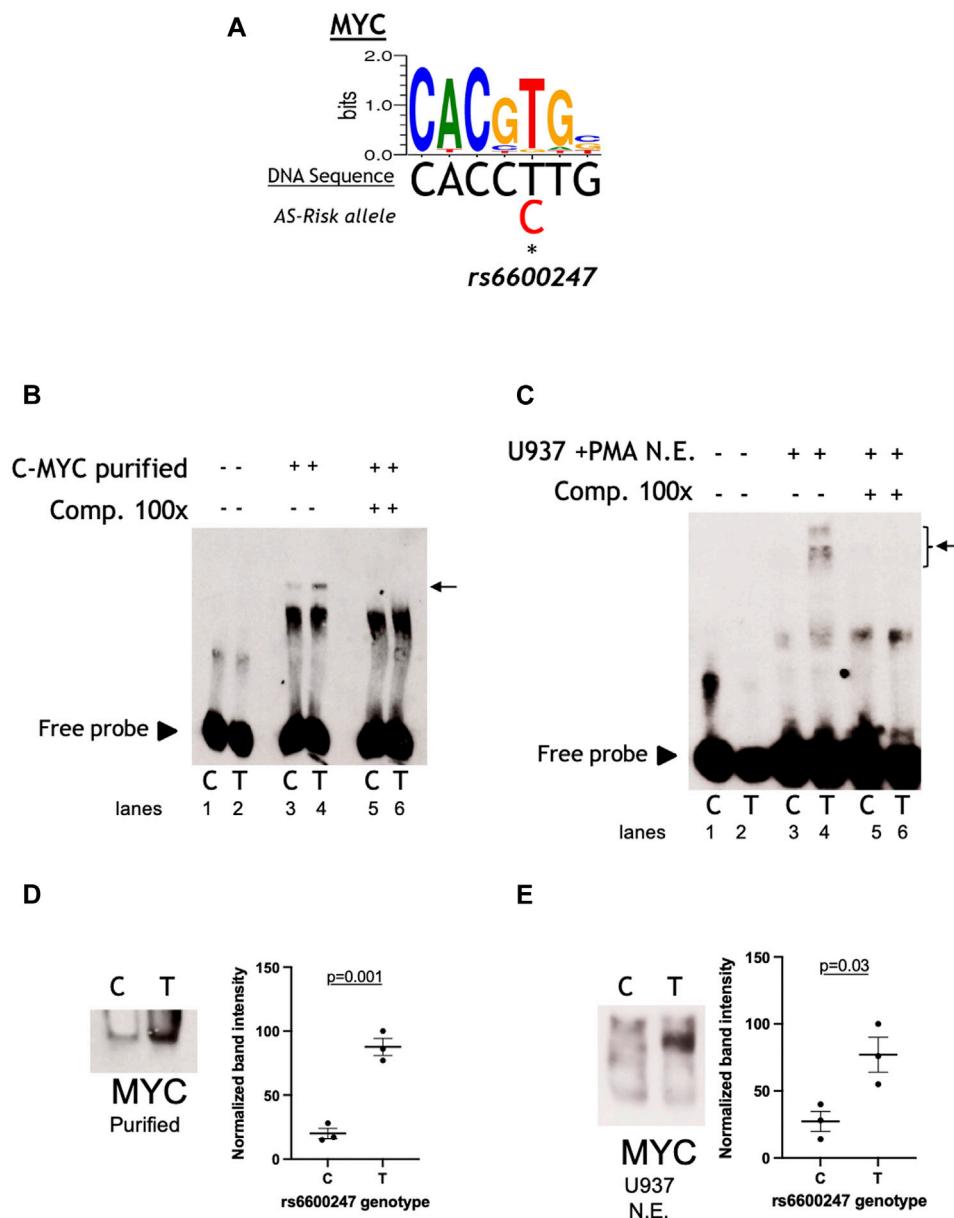 A
MYC
2.0
bits
1.0
0.0
CACGTG
DNA Sequence
CACCTTG
AS-Risk allele
C
*
rs6600247
B
C-MYC purified - - + + + +
Comp. 100x - - - - + +
Free probe
C T C T C T
lanes 1 2 3 4 5 6
C
U937 +PMA N.E. - - + + + +
Comp. 100x - - - - + +
Free probe
C T C T C T
lanes 1 2 3 4 5 6
D
C T
MYC
Purified
Normalized band intensity
150
100
50
0
p=0.001
C T
rs6600247 genotype
E
C T
MYC
U937
N.E.
Normalized band intensity
150
100
50
0
p=0.03
C T
rs6600247 genotype